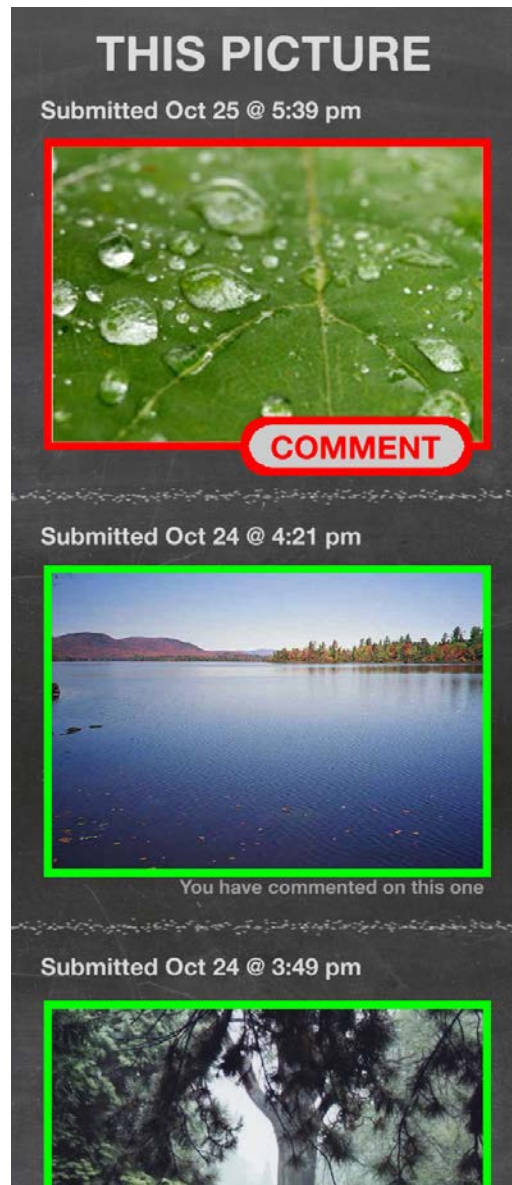 THIS PICTURE
Submitted Oct 25 @ 5:39 pm
COMMENT
Submitted Oct 24 @ 4:21 pm
You have commented on this one
Submitted Oct 24 @ 3:49 pm